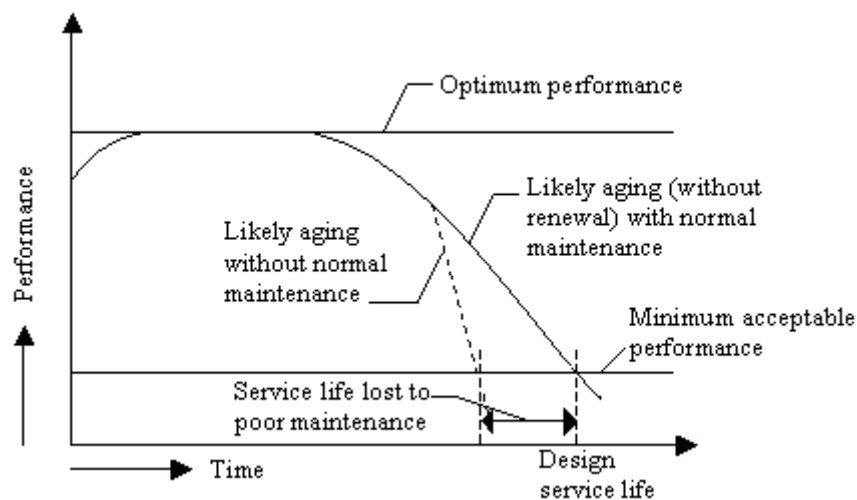 Optimum performance
Likely aging (without
renewal) with normal
maintenance
Likely aging
without normal
maintenance
Performance
Minimum acceptable
performance
Service life lost to
poor maintenance
Time
Design
service life